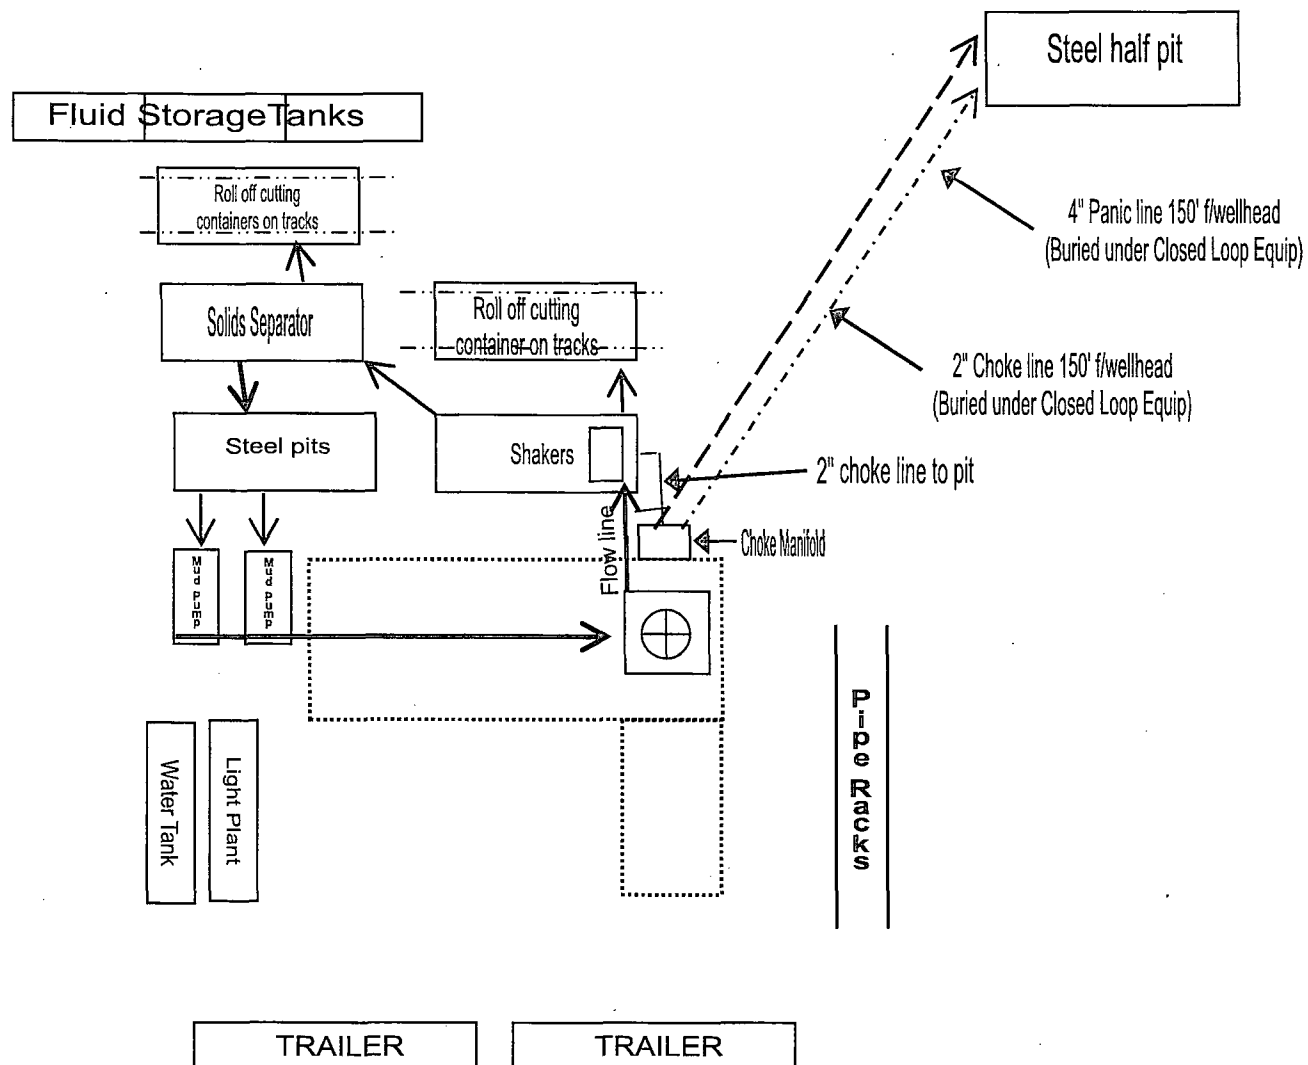 Steel half pit
Fluid StorageTanks
Roll off cutting
containers on tracks
4" Panic line 150' f/wellhead
(Buried under Closed Loop Equip)
Solids Separator
Roll off cutting
container on tracks
2" Choke line 150' f/wellhead
(Buried under Closed Loop Equip)
Steel pits
Shakers
2" choke line to pit
Flow line
Choke Manifold
Mud pump
Mud pump
Pipe Racks
Water Tank
Light Plant
TRAILER
TRAILER